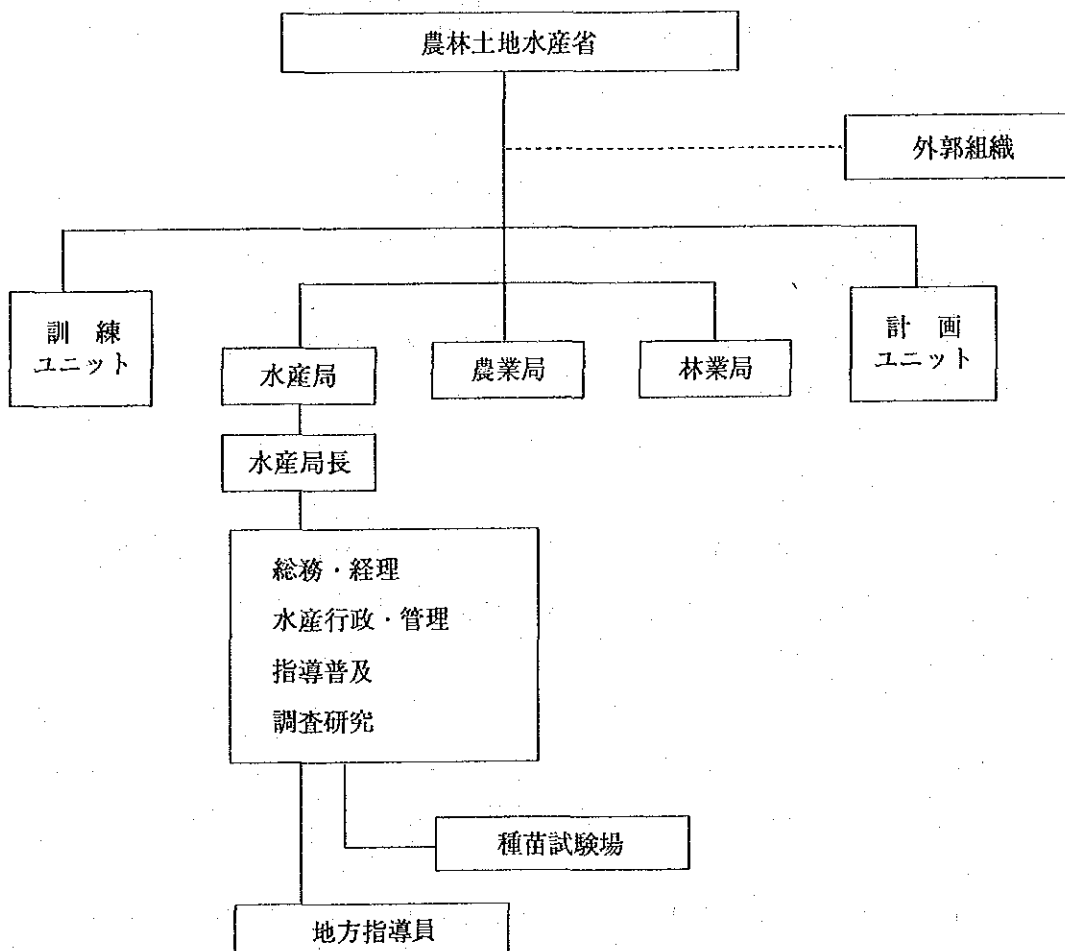 農林土地水産省
外郭組織
訓 練
ユニット
水産局
農業局
林業局
計 画
ユニット
水産局長
総務・経理
水産行政・管理
指導普及
調査研究
種苗試験場
地方指導員